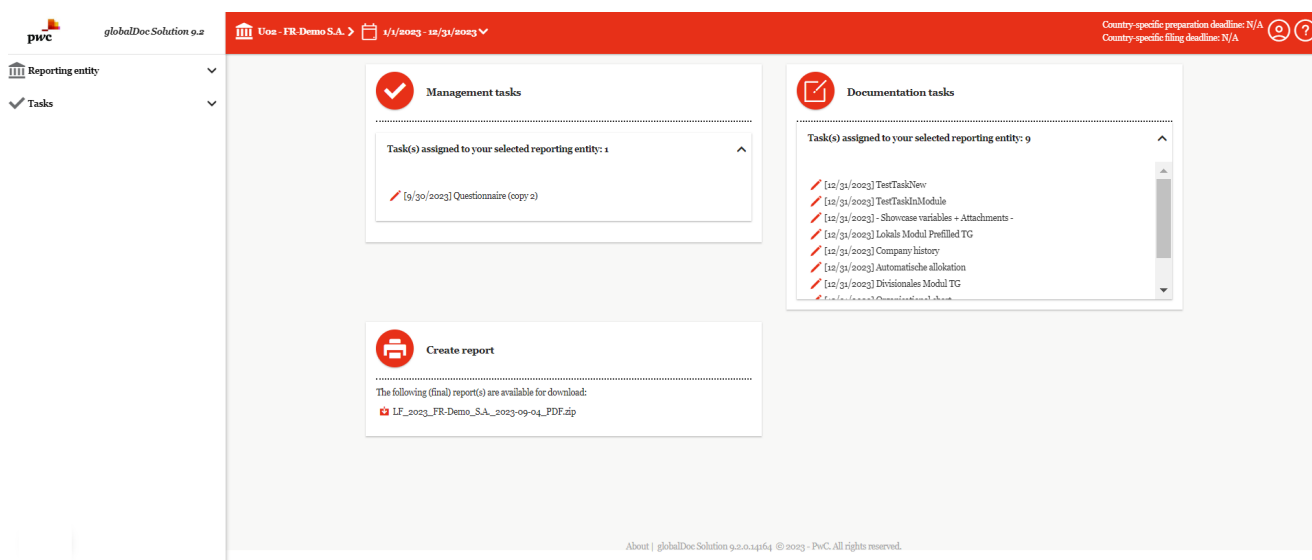 pwc
globalDoc Solution 9.2
U02 - FR-Demo S.A.
1/1/2023 - 12/31/2023
Country-specific preparation deadline: N/A
Country-specific filing deadline: N/A
Reporting entity
Tasks
Management tasks
Task(s) assigned to your selected reporting entity: 1
[9/30/2023] Questionnaire (copy 2)
Documentation tasks
Task(s) assigned to your selected reporting entity: 9
[12/31/2023] TestTaskNew
[12/31/2023] TestTaskInModule
[12/31/2023] - Showcase variables + Attachments -
[12/31/2023] Lokals Modul Prefilled TG
[12/31/2023] Company history
[12/31/2023] Automatische allokation
[12/31/2023] Divisionales Modul TG
Create report
The following (final) report(s) are available for download:
LF_2023_FR-Demo_S.A._2023-09-04_PDF.zip
About | globalDoc Solution 9.2.0.14164 © 2023 - PwC. All rights reserved.